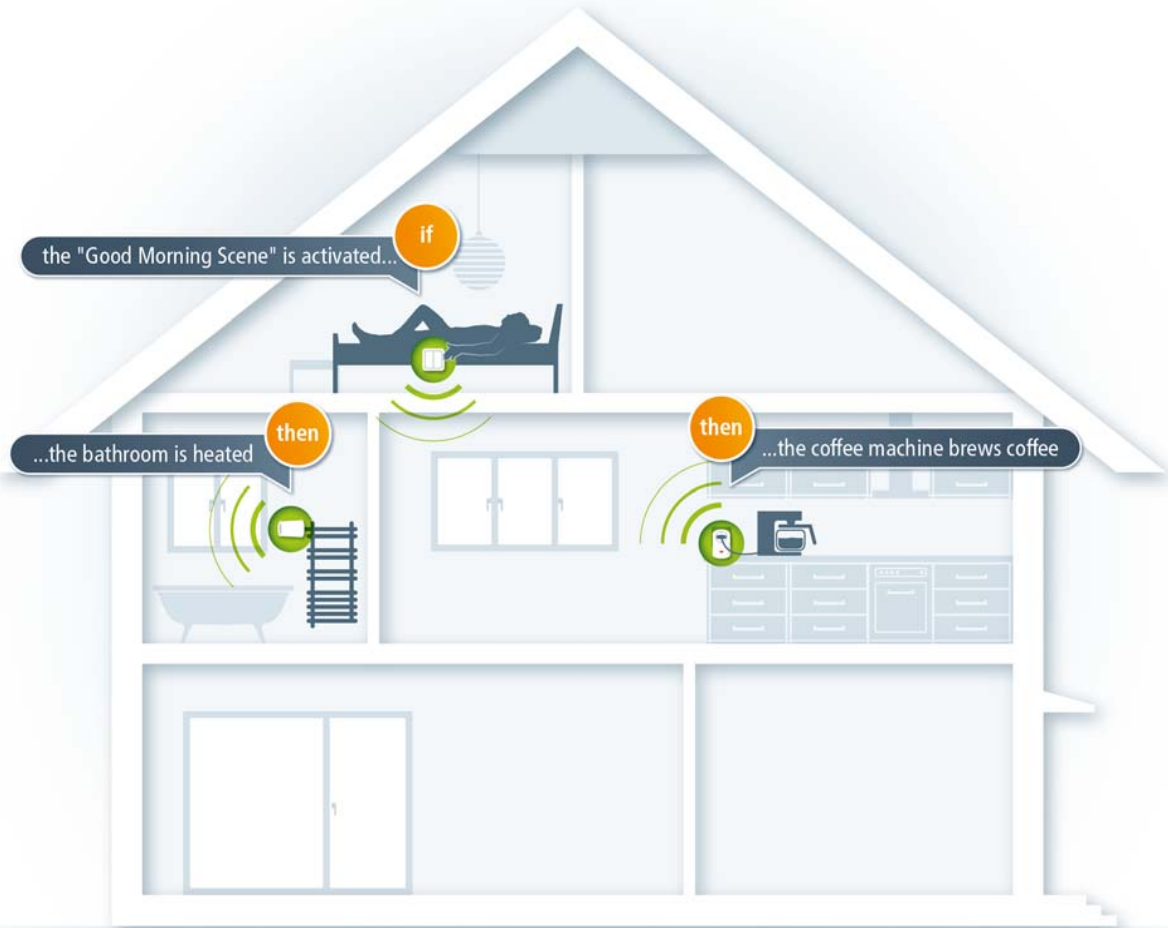 if
the "Good Morning Scene" is activated...
then
...the bathroom is heated
then
...the coffee machine brews coffee